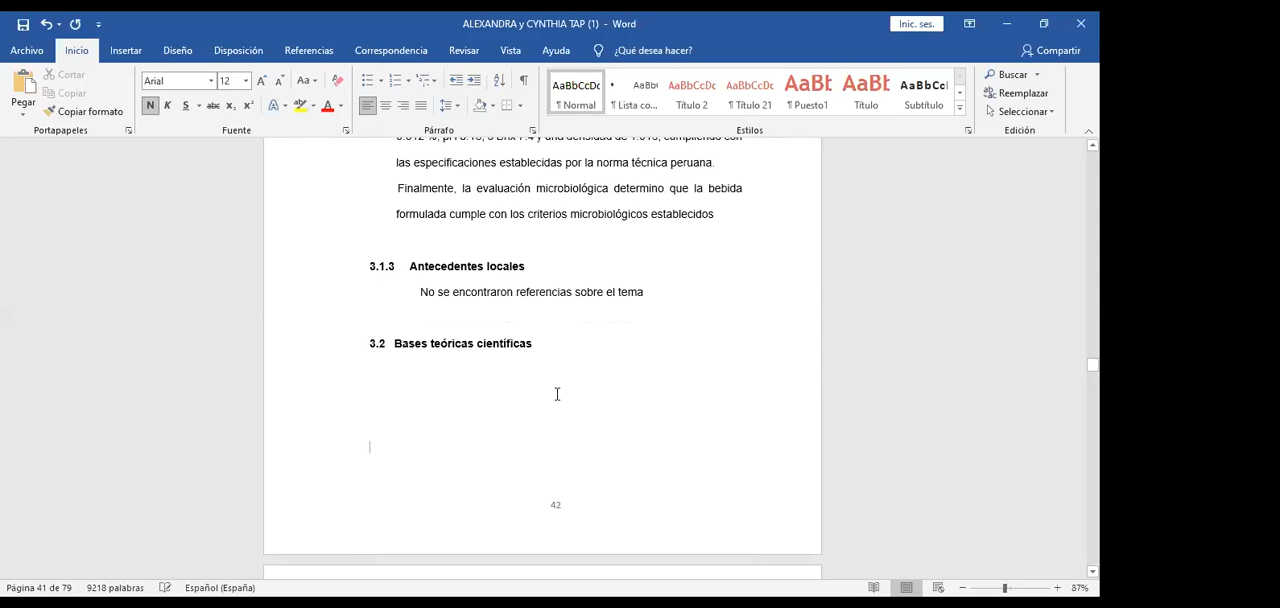 ALEXANDRA y CYNTHIA TAP (1) - Word
Inic. ses.
Archivo Inicio Insertar Diseño Disposición Referencias Correspondencia Revisar Vista Ayuda ¿Qué desea hacer? Compartir
Pegar
Cortar
Copiar
Copiar formato
Portapapeles
Arial 12
Fuente
Párrafo
AaBbCcDc AaBb( AaBbCcDc AaBbCcDc AaBb AaBb AaBbCcl
¶ Normal Lista co... Título 2 ¶ Título 21 ¶ Puesto1 Título Subtítulo
Estilos
Buscar
Reemplazar
Seleccionar
Edición
las especificaciones establecidas por la norma técnica peruana.
Finalmente, la evaluación microbiológica determino que la bebida
formulada cumple con los criterios microbiológicos establecidos
3.1.3 Antecedentes locales
No se encontraron referencias sobre el tema
3.2 Bases teóricas científicas
42
Página 41 de 79 9218 palabras Español (España) 87%